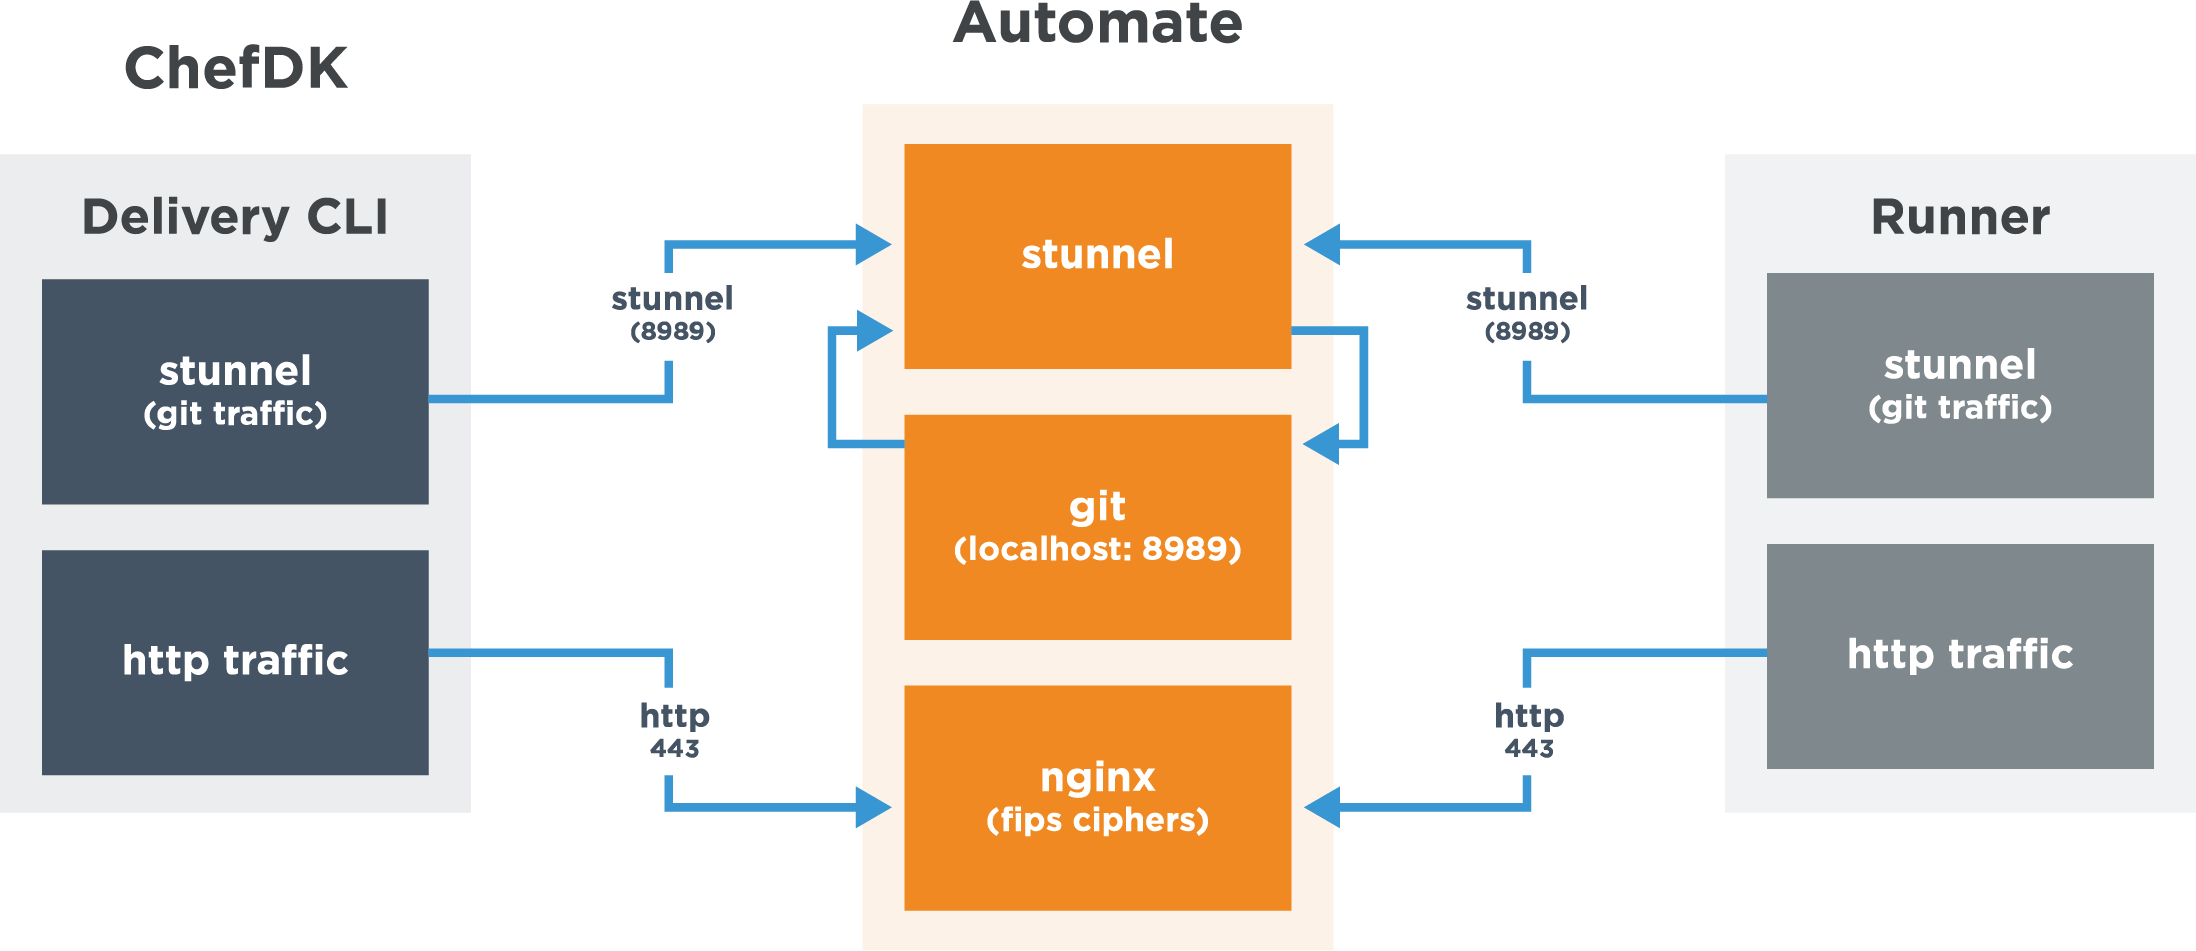 ChefDK
Delivery CLI
stunnel
(git traffic)
http traffic
stunnel
(8989)
http
443
Automate
stunnel
git
(localhost: 8989)
nginx
(fips ciphers)
stunnel
(8989)
http
443
Runner
stunnel
(git traffic)
http traffic